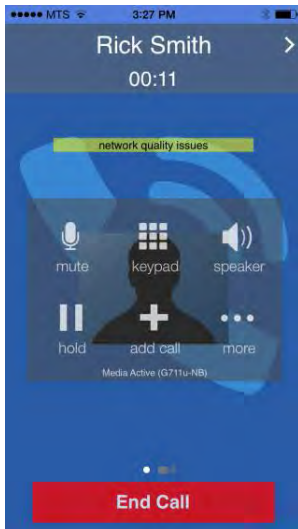 MTS 3:27 PM
Rick Smith
00:11
network quality issues
mute keypad speaker
hold add call more
Media Active (G711u-NB)
End Call